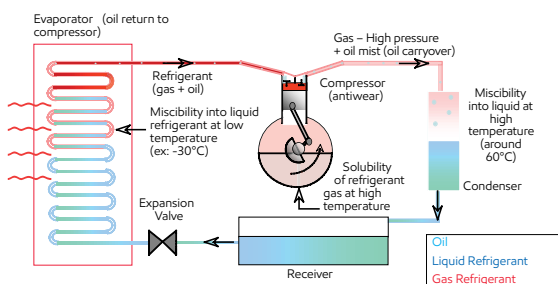 Evaporator (oil return to
compressor)
Refrigerant
(gas + oil)
Gas – High pressure
+ oil mist (oil carryover)
Compressor
(antiwear)
Miscibility
into liquid at
high
temperature
(around
60°C)
Miscibility into liquid
refrigerant at low
temperature
(ex: -30°C)
Solubility
of refrigerant
gas at high
temperature
Condenser
Expansion
Valve
Receiver
Oil
Liquid Refrigerant
Gas Refrigerant